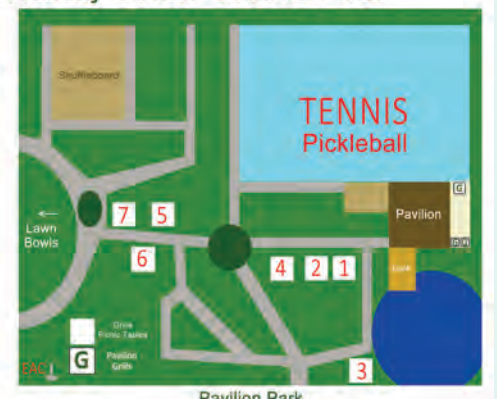 Shuffleboard
TENNIS
Pickleball
G
Pavilion
←
Lawn
Bowls
7 5
6
4 2 1
3
Picnic Tables
G Pavilion
Grills
EAC
Pavilion Park